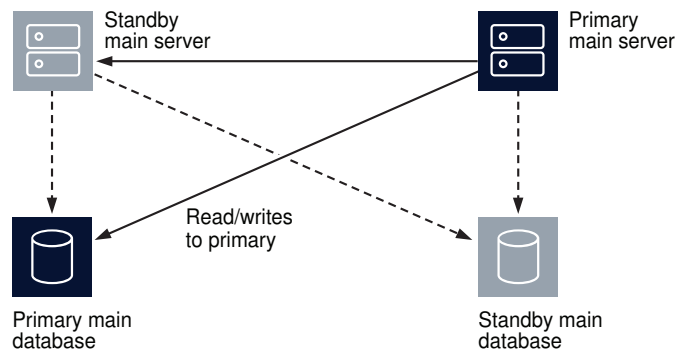 Standby
main server
Primary
main server
Read/writes
to primary
Primary main
database
Standby main
database